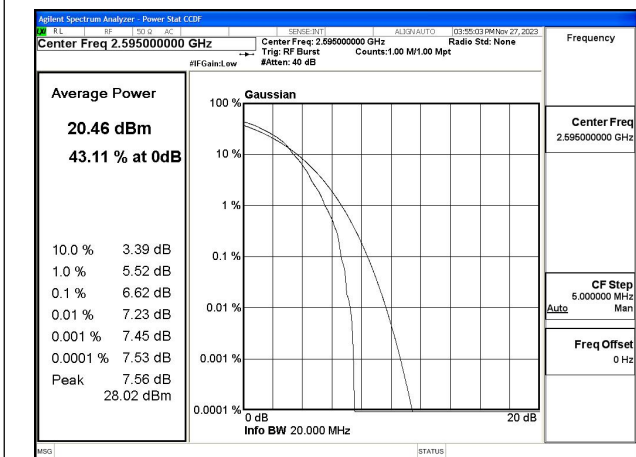 Agilent Spectrum Analyzer - Power Stat CCDF
RL RF 50 Ω AC SENSE:INT ALIGN AUTO 03:55:03 PM Nov 27, 2023
Center Freq 2.595000000 GHz
Center Freq: 2.595000000 GHz Radio Std: None
Trig: RF Burst Counts:1.00 M/1.00 Mpt
#IFGain:Low #Atten: 40 dB
Frequency
Average Power
20.46 dBm
43.11 % at 0dB
10.0 % 3.39 dB
1.0 % 5.52 dB
0.1 % 6.62 dB
0.01 % 7.23 dB
0.001 % 7.45 dB
0.0001 % 7.53 dB
Peak 7.56 dB
28.02 dBm
Gaussian
100 %
10 %
1 %
0.1 %
0.01 %
0.001 %
0.0001 %
0 dB 20 dB
Info BW 20.000 MHz
Center Freq
2.595000000 GHz
CF Step
5.000000 MHz
Auto Man
Freq Offset
0 Hz
MSG STATUS